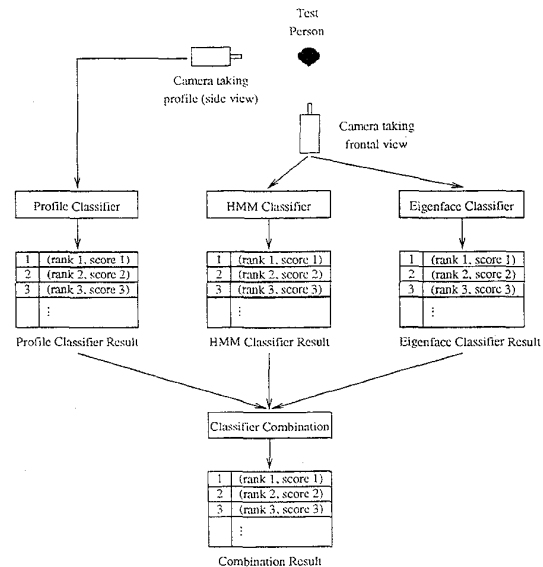 Test
Person
Camera taking
profile (side view)
Camera taking
frontal view
Profile Classifier
HMM Classifier
Eigenface Classifier
1 (rank 1, score 1)
2 (rank 2, score 2)
3 (rank 3, score 3)
⋮
Profile Classifier Result
1 (rank 1, score 1)
2 (rank 2, score 2)
3 (rank 3, score 3)
⋮
HMM Classifier Result
1 (rank 1, score 1)
2 (rank 2, score 2)
3 (rank 3, score 3)
⋮
Eigenface Classifier Result
Classifier Combination
1 (rank 1, score 1)
2 (rank 2, score 2)
3 (rank 3, score 3)
⋮
Combination Result